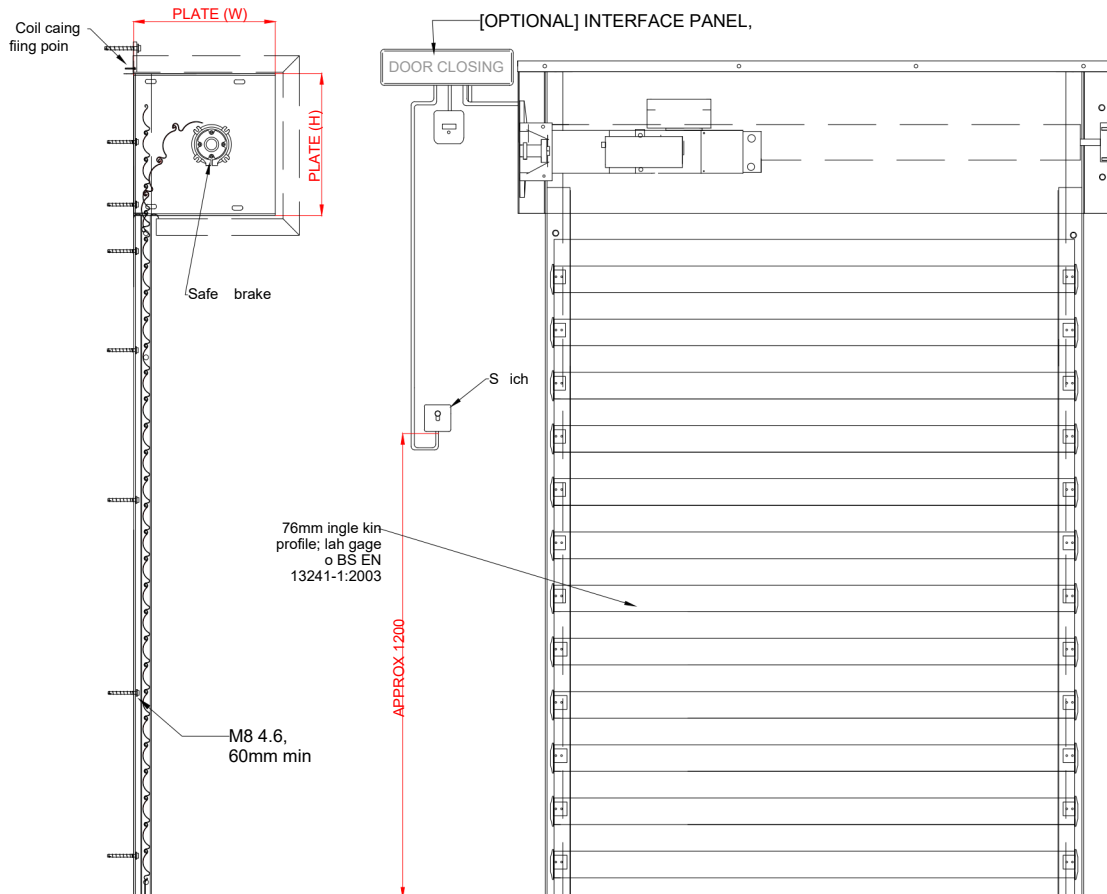 PLATE (W)
[OPTIONAL] INTERFACE PANEL,
Coil caing
fiing poin
DOOR CLOSING
PLATE (H)
Safe brake
S ich
76mm ingle kin
profile; lah gage
o BS EN
13241-1:2003
APPROX 1200
M8 4.6,
60mm min